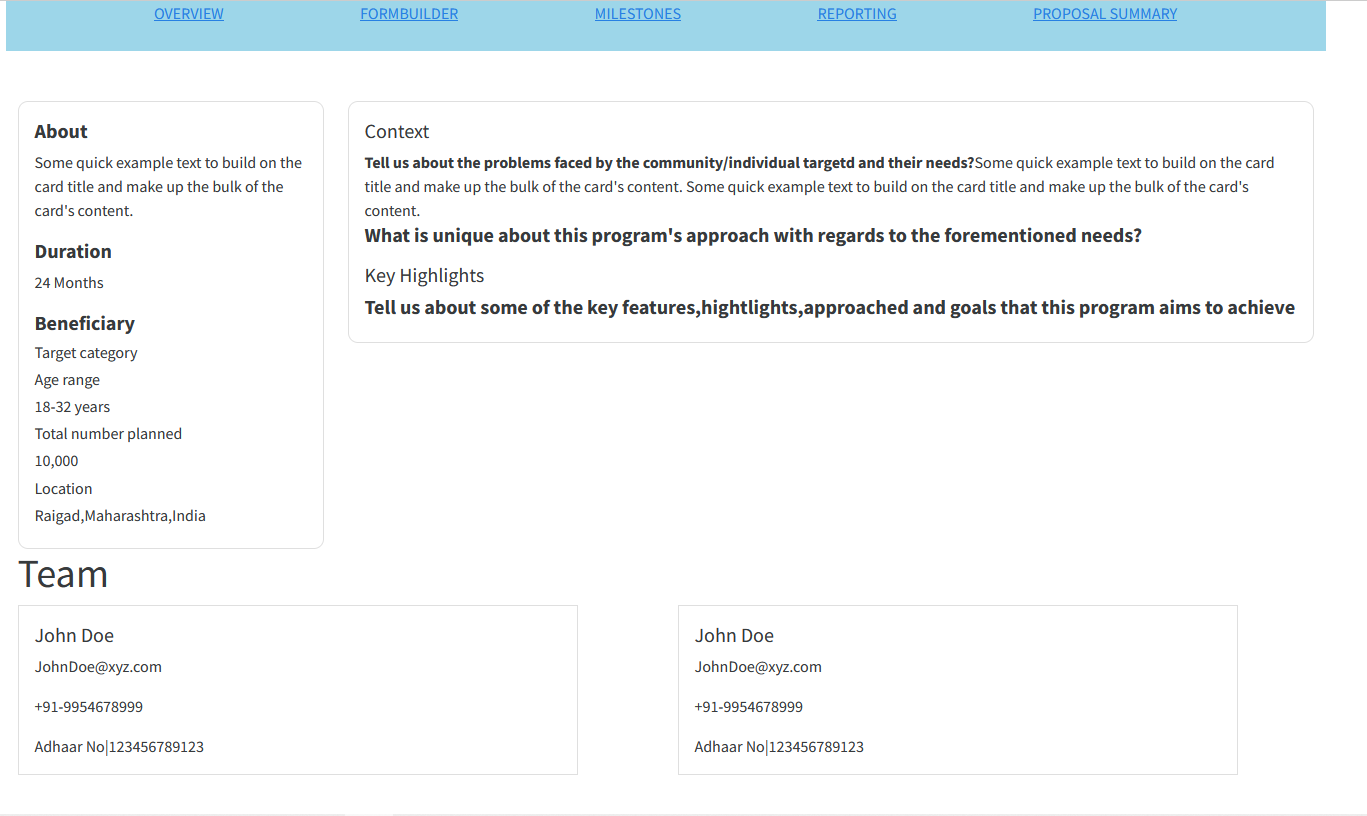 OVERVIEW FORMBUILDER MILESTONES REPORTING PROPOSAL SUMMARY
About
Some quick example text to build on the
card title and make up the bulk of the
card's content.
Duration
24 Months
Beneficiary
Target category
Age range
18-32 years
Total number planned
10,000
Location
Raigad,Maharashtra,India
Context
Tell us about the problems faced by the community/individual targetd and their needs?Some quick example text to build on the card
title and make up the bulk of the card's content. Some quick example text to build on the card title and make up the bulk of the card's
content.
What is unique about this program's approach with regards to the forementioned needs?
Key Highlights
Tell us about some of the key features,hightlights,approached and goals that this program aims to achieve
Team
John Doe
JohnDoe@xyz.com
+91-9954678999
Adhaar No|123456789123
John Doe
JohnDoe@xyz.com
+91-9954678999
Adhaar No|123456789123